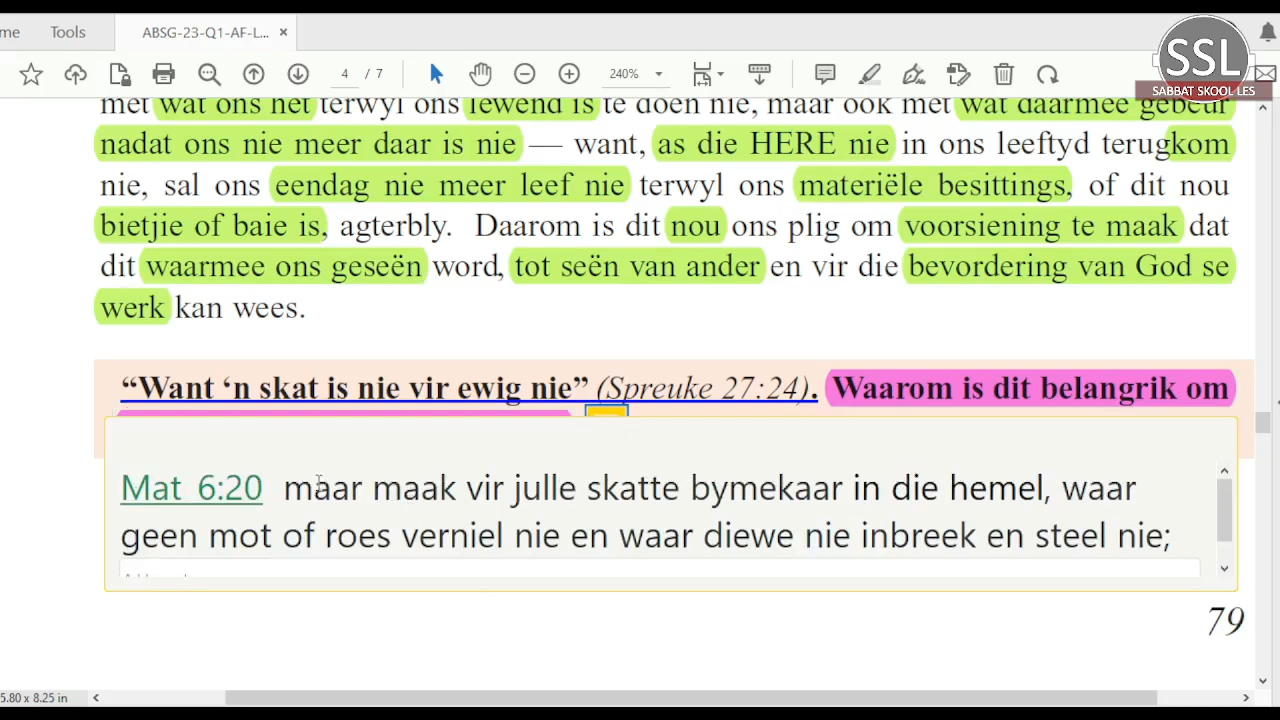 me Tools ABSG-23-Q1-AF-L... ×
SSL
SABBAT SKOOL LES
4 / 7 240%
met wat ons het terwyl ons lewend is te doen nie, maar ook met wat daarmee gebeur
nadat ons nie meer daar is nie — want, as die HERE nie in ons leeftyd terugkom
nie, sal ons eendag nie meer leef nie terwyl ons materiële besittings, of dit nou
bietjie of baie is, agterbly. Daarom is dit nou ons plig om voorsiening te maak dat
dit waarmee ons geseën word, tot seën van ander en vir die bevordering van God se
werk kan wees.
“Want ‘n skat is nie vir ewig nie” (Spreuke 27:24). Waarom is dit belangrik om
Mat 6:20 maar maak vir julle skatte bymekaar in die hemel, waar
geen mot of roes verniel nie en waar diewe nie inbreek en steel nie;
79
5.80 x 8.25 in